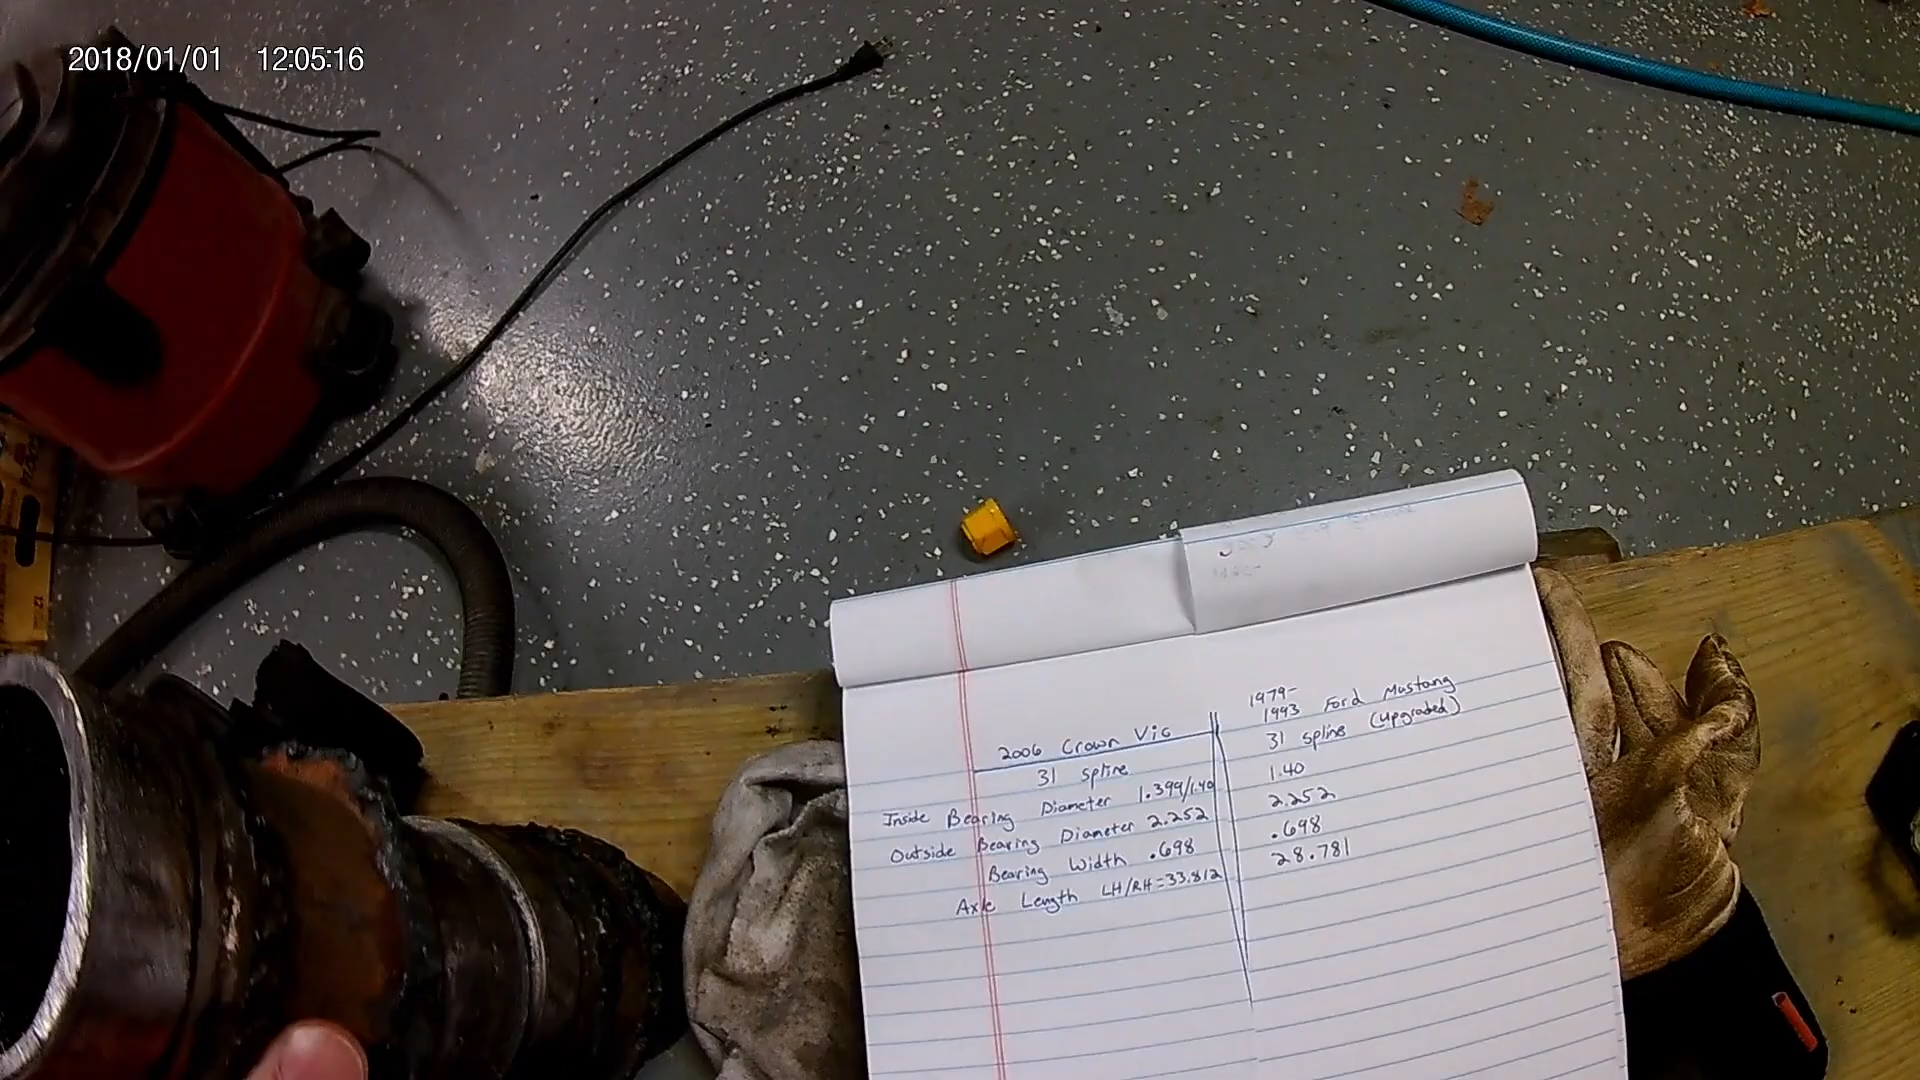 2018/01/01 12:05:16
2006 Crown Vic
31 spline
Inside Bearing Diameter 1.399/1.40
Outside Bearing Diameter 2.252
Bearing Width .698
Axle Length LH/RH=33.812
1979-
1993 Ford Mustang
31 spline (upgraded)
1.40
2.252
.698
28.781